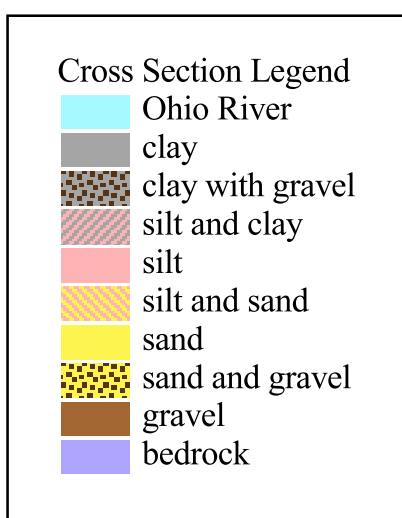 Cross Section Legend
Ohio River
clay
clay with gravel
silt and clay
silt
silt and sand
sand
sand and gravel
gravel
bedrock